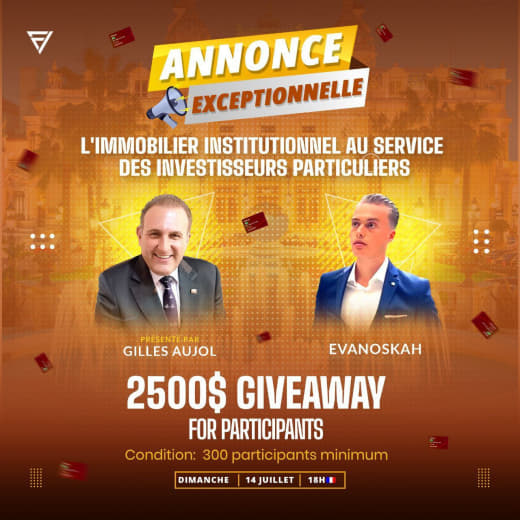 ANNONCE
EXCEPTIONNELLE
L'IMMOBILIER INSTITUTIONNEL AU SERVICE
DES INVESTISSEURS PARTICULIERS
PRÉSENTÉ PAR
GILLES AUJOL
EVANOSKAH
2500$ GIVEAWAY
FOR PARTICIPANTS
Condition: 300 participants minimum
DIMANCHE | 14 JUILLET | 18H🇫🇷